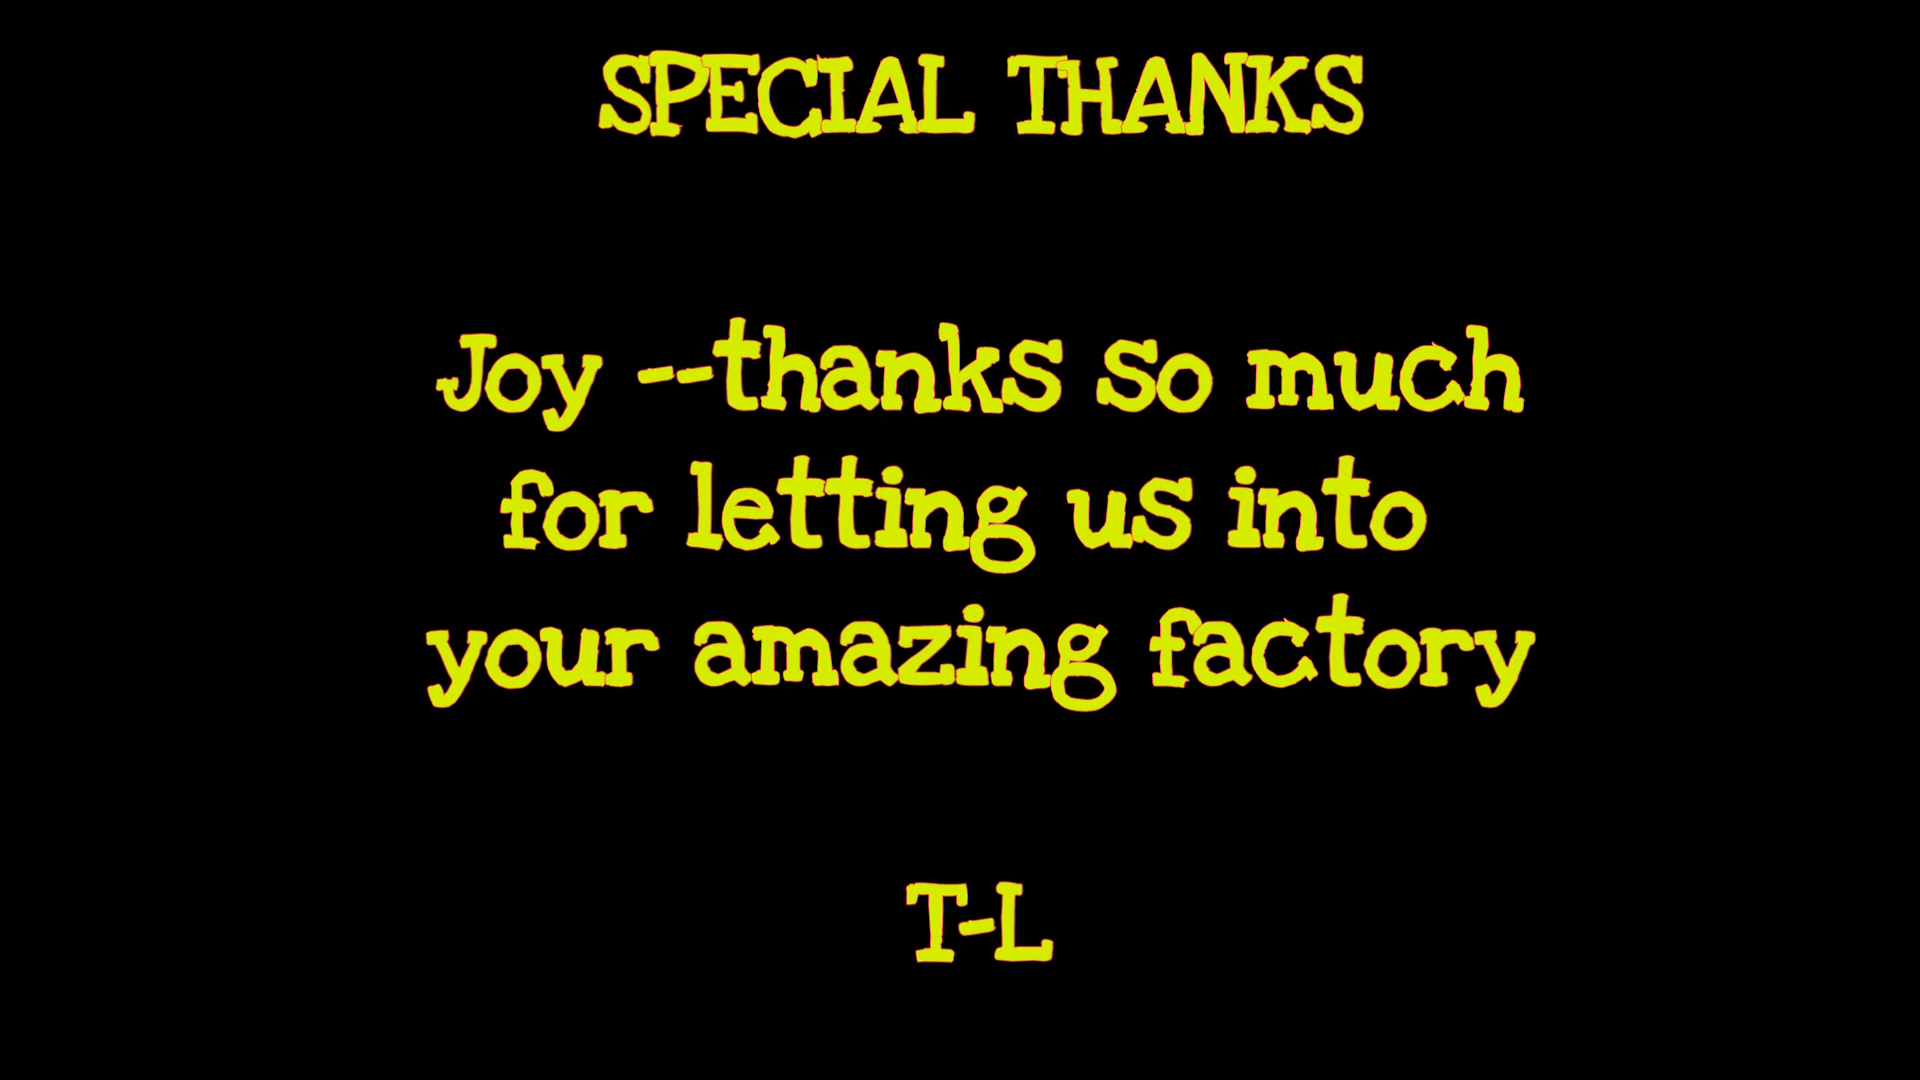 SPECIAL THANKS
Joy --thanks so much
for letting us into
your amazing factory
T-L